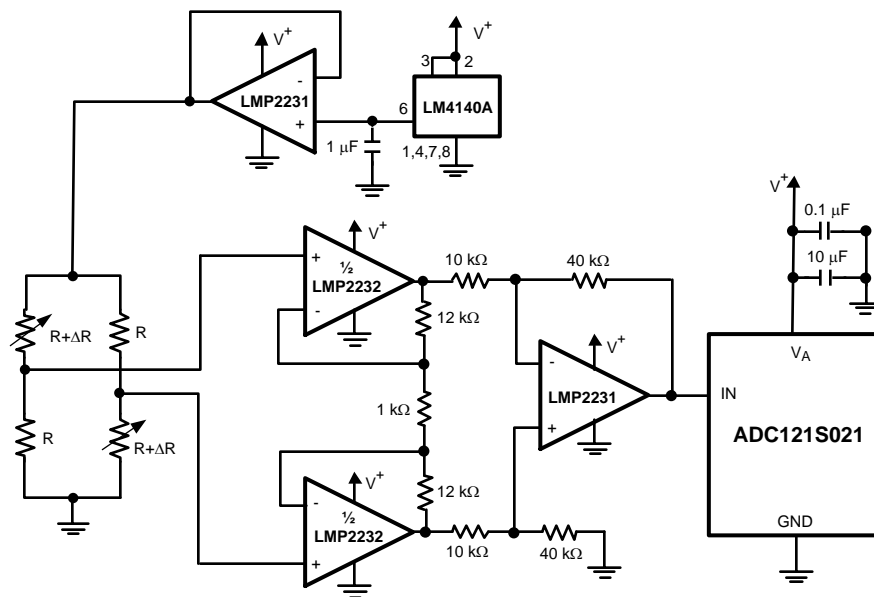 V+
V+
3
2
-
LMP2231
+
6
LM4140A
1 µF
1,4,7,8
V+
0.1 µF
10 µF
V+
+
½
LMP2232
-
10 kΩ
40 kΩ
12 kΩ
R+ΔR
R
V+
-
LMP2231
+
1 kΩ
VA
IN
ADC121S021
GND
R
R+ΔR
V+
-
½
LMP2232
+
12 kΩ
10 kΩ
40 kΩ